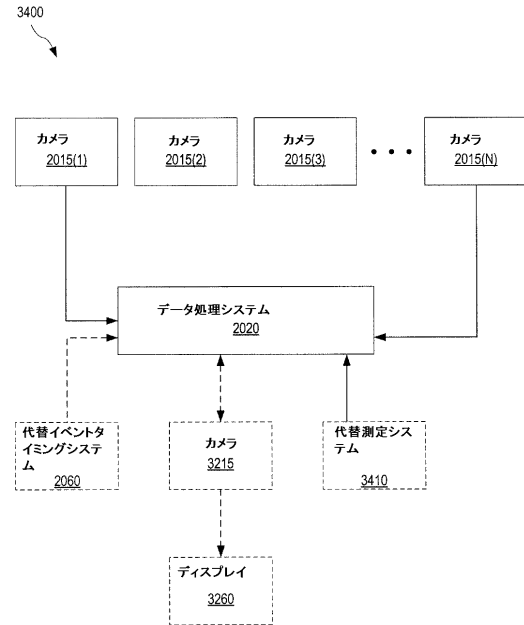 3400
カメラ
2015(1)
カメラ
2015(2)
カメラ
2015(3)
カメラ
2015(N)
データ処理システム
2020
代替イベントタ
イミングシステ
ム
2060
カメラ
3215
代替測定シス
テム
3410
ディスプレイ
3260